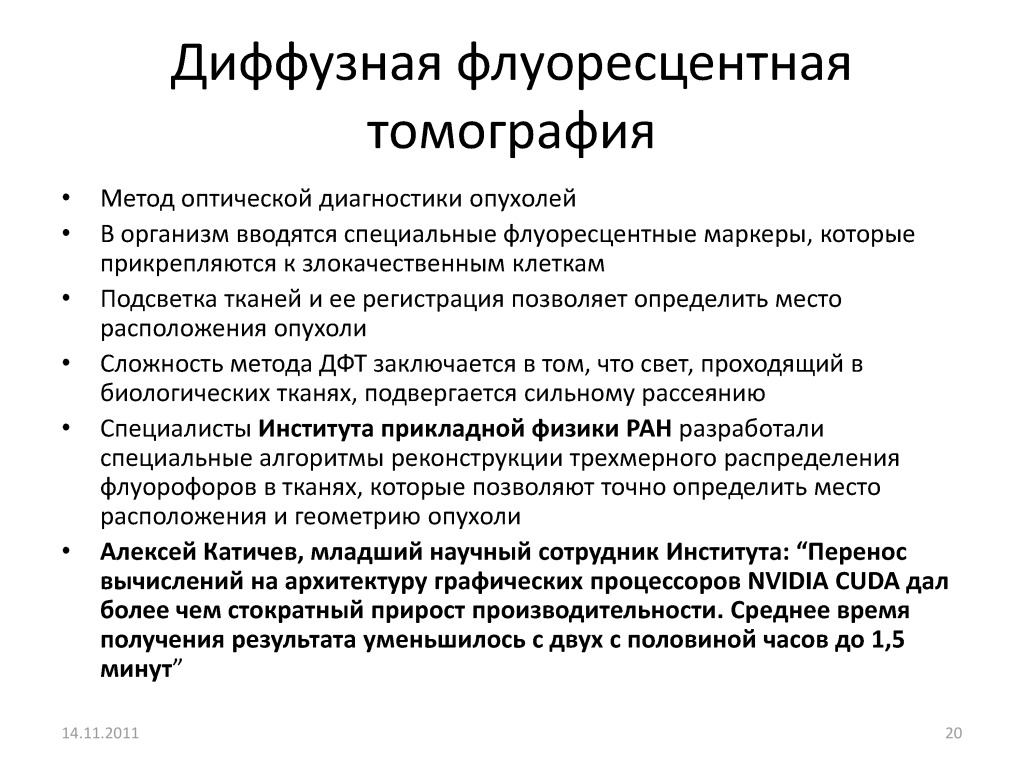 Диффузная флуоресцентная
томография
• Метод оптической диагностики опухолей
• В организм вводятся специальные флуоресцентные маркеры, которые
прикрепляются к злокачественным клеткам
• Подсветка тканей и ее регистрация позволяет определить место
расположения опухоли
• Сложность метода ДФТ заключается в том, что свет, проходящий в
биологических тканях, подвергается сильному рассеянию
• Специалисты Института прикладной физики РАН разработали
специальные алгоритмы реконструкции трехмерного распределения
флуорофоров в тканях, которые позволяют точно определить место
расположения и геометрию опухоли
• Алексей Катичев, младший научный сотрудник Института: “Перенос
вычислений на архитектуру графических процессоров NVIDIA CUDA дал
более чем стократный прирост производительности. Среднее время
получения результата уменьшилось с двух с половиной часов до 1,5
минут”
14.11.2011
20